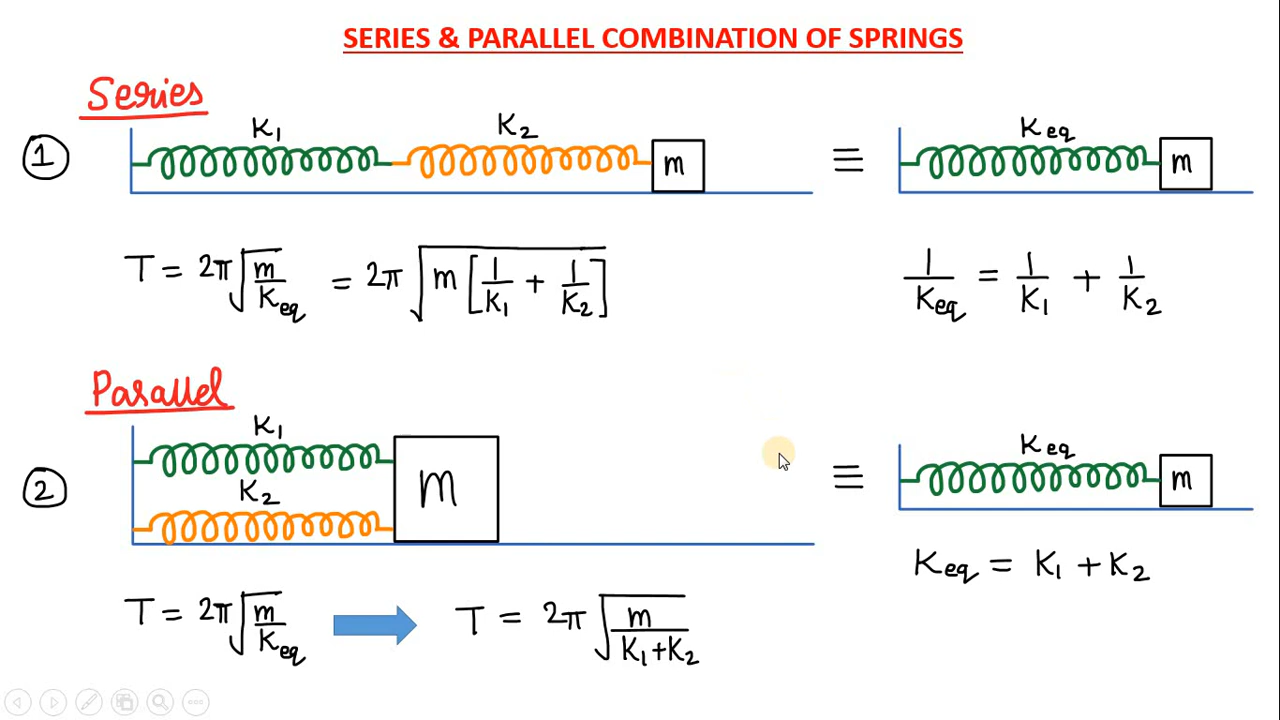 SERIES & PARALLEL COMBINATION OF SPRINGS
Series
1 K₁ K₂ m ≡ Keq m
T = 2π√(m/Keq) = 2π√(m[1/K₁ + 1/K₂])
1/Keq = 1/K₁ + 1/K₂
Parallel
2 K₁ K₂ m ≡ Keq m
Keq = K₁ + K₂
T = 2π√(m/Keq) T = 2π√(m/(K₁+K₂))